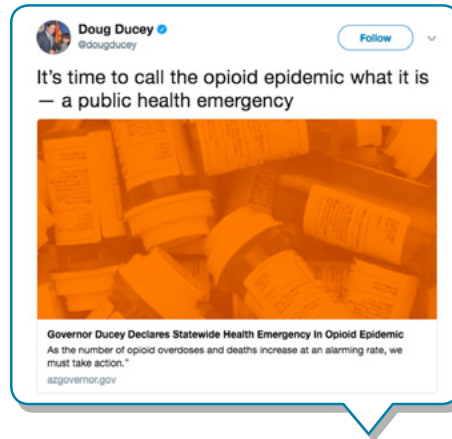 Doug Ducey
@dougducey
Follow
It's time to call the opioid epidemic what it is
— a public health emergency
Governor Ducey Declares Statewide Health Emergency In Opioid Epidemic
As the number of opioid overdoses and deaths increase at an alarming rate, we
must take action."
azgovernor.gov